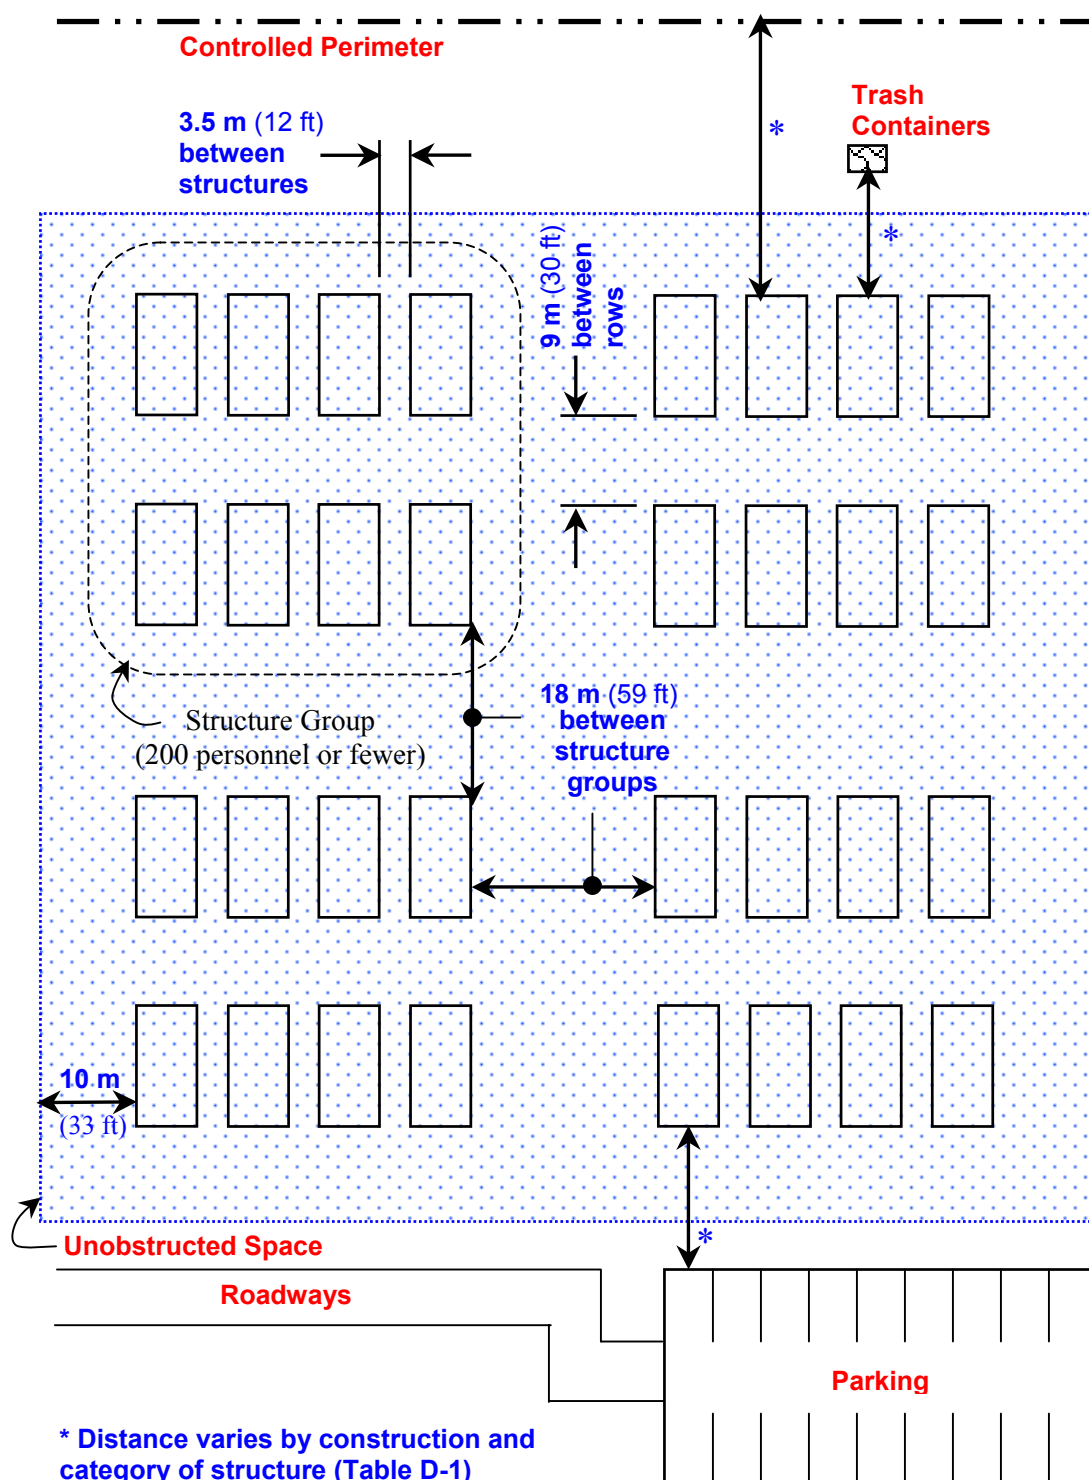 Controlled Perimeter
3.5 m (12 ft)
between
structures
*
Trash
Containers
*
9 m (30 ft)
between
rows
Structure Group
(200 personnel or fewer)
18 m (59 ft)
between
structure
groups
10 m
(33 ft)
*
Unobstructed Space
Roadways
Parking
* Distance varies by construction and
category of structure (Table D-1)